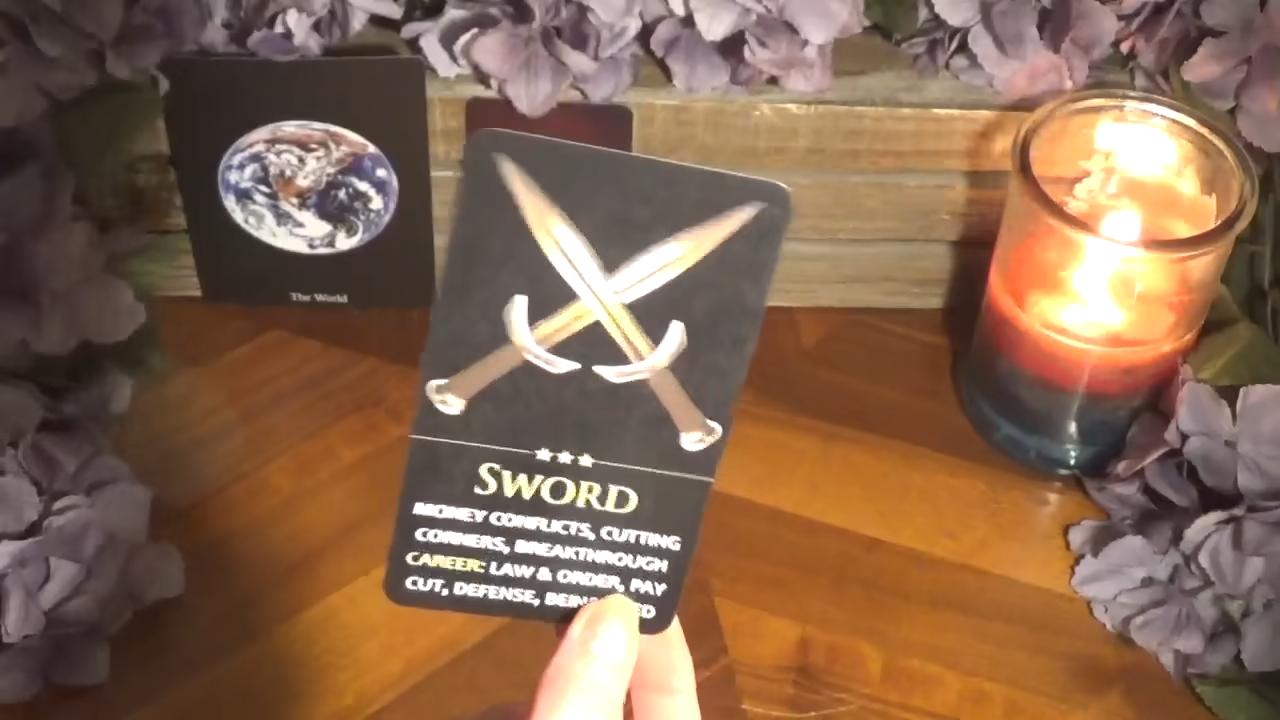 The World
SWORD
MONEY CONFLICTS, CUTTING
CORNERS, BREAKTHROUGH
CAREER: LAW & ORDER, PAY
CUT, DEFENSE,